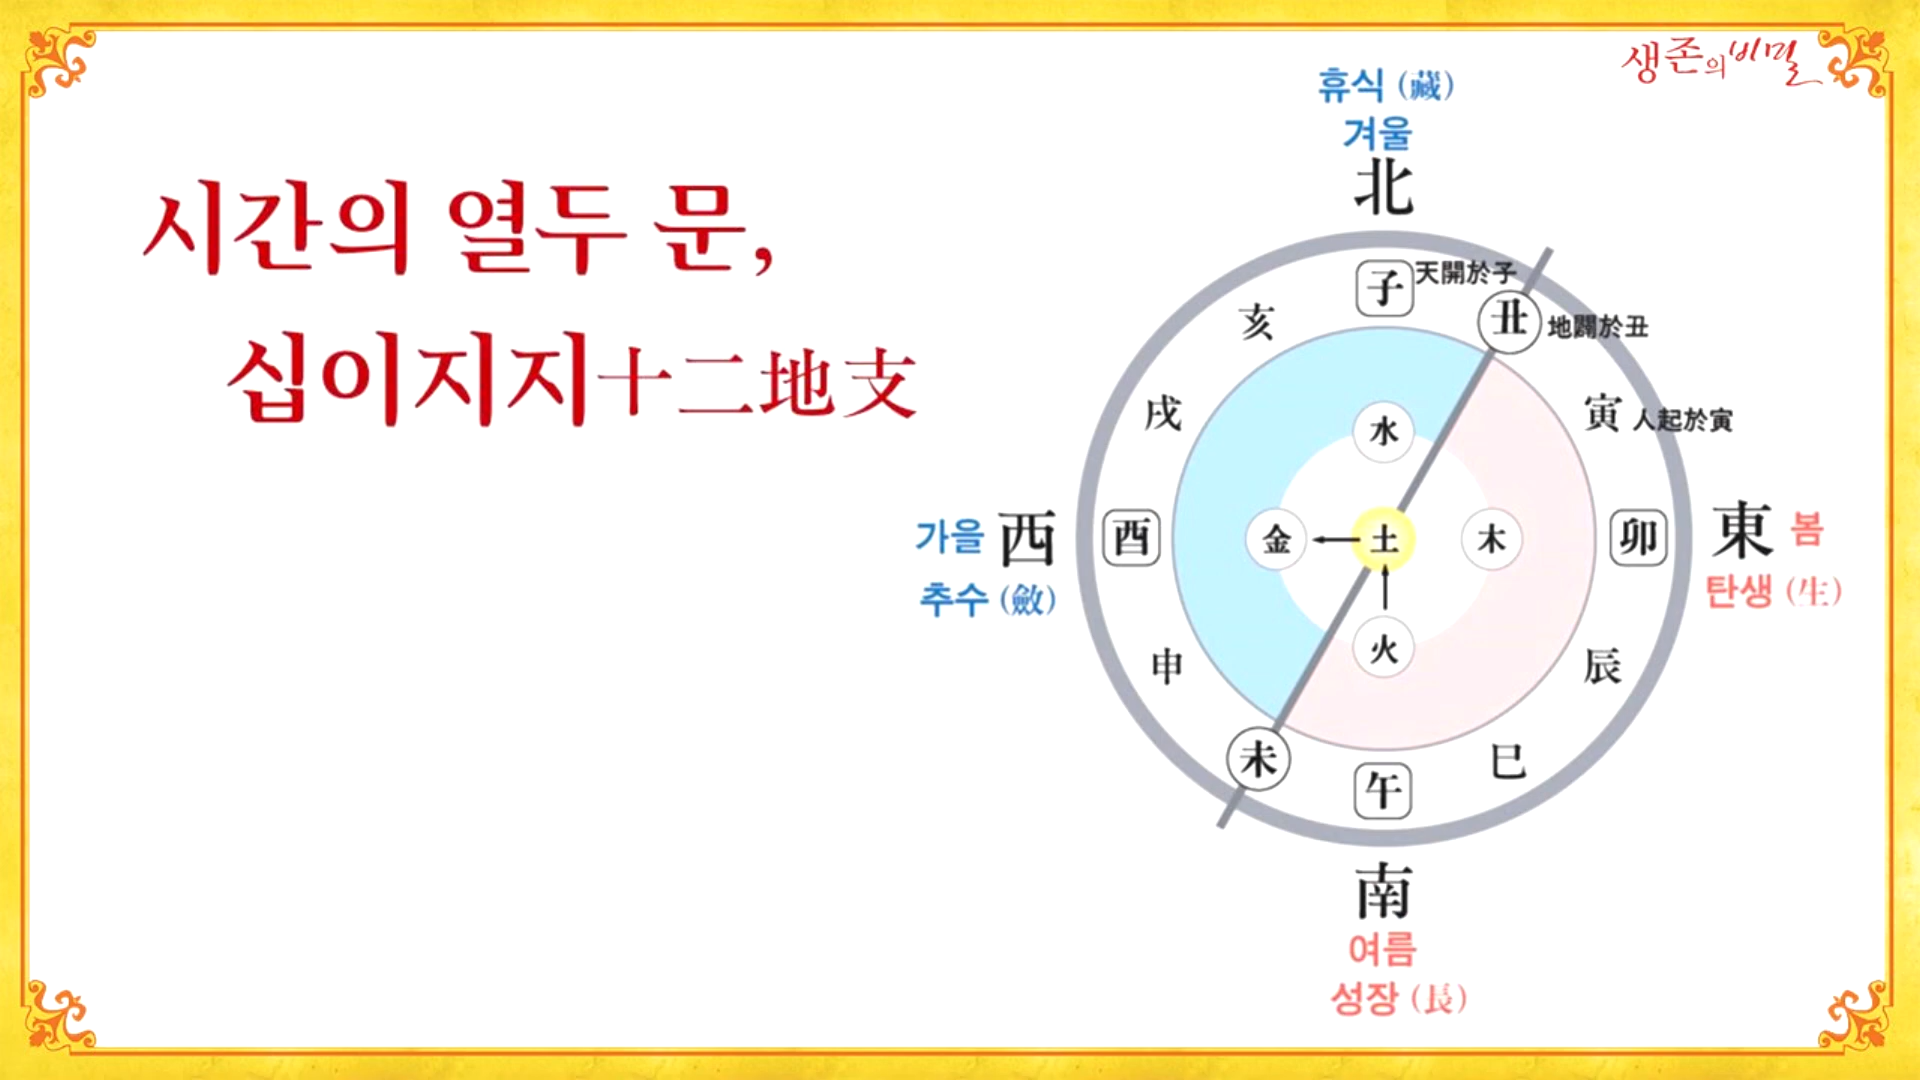 생존의 비밀
시간의 열두 문,
십이지지十二地支
휴식 (藏)
겨울
北
子 天開於子
丑 地闢於丑
亥
戌
寅 人起於寅
水
가을 西
추수 (斂)
酉
金
土
木
卯
東 봄
탄생 (生)
火
申
辰
未
午
巳
南
여름
성장 (長)